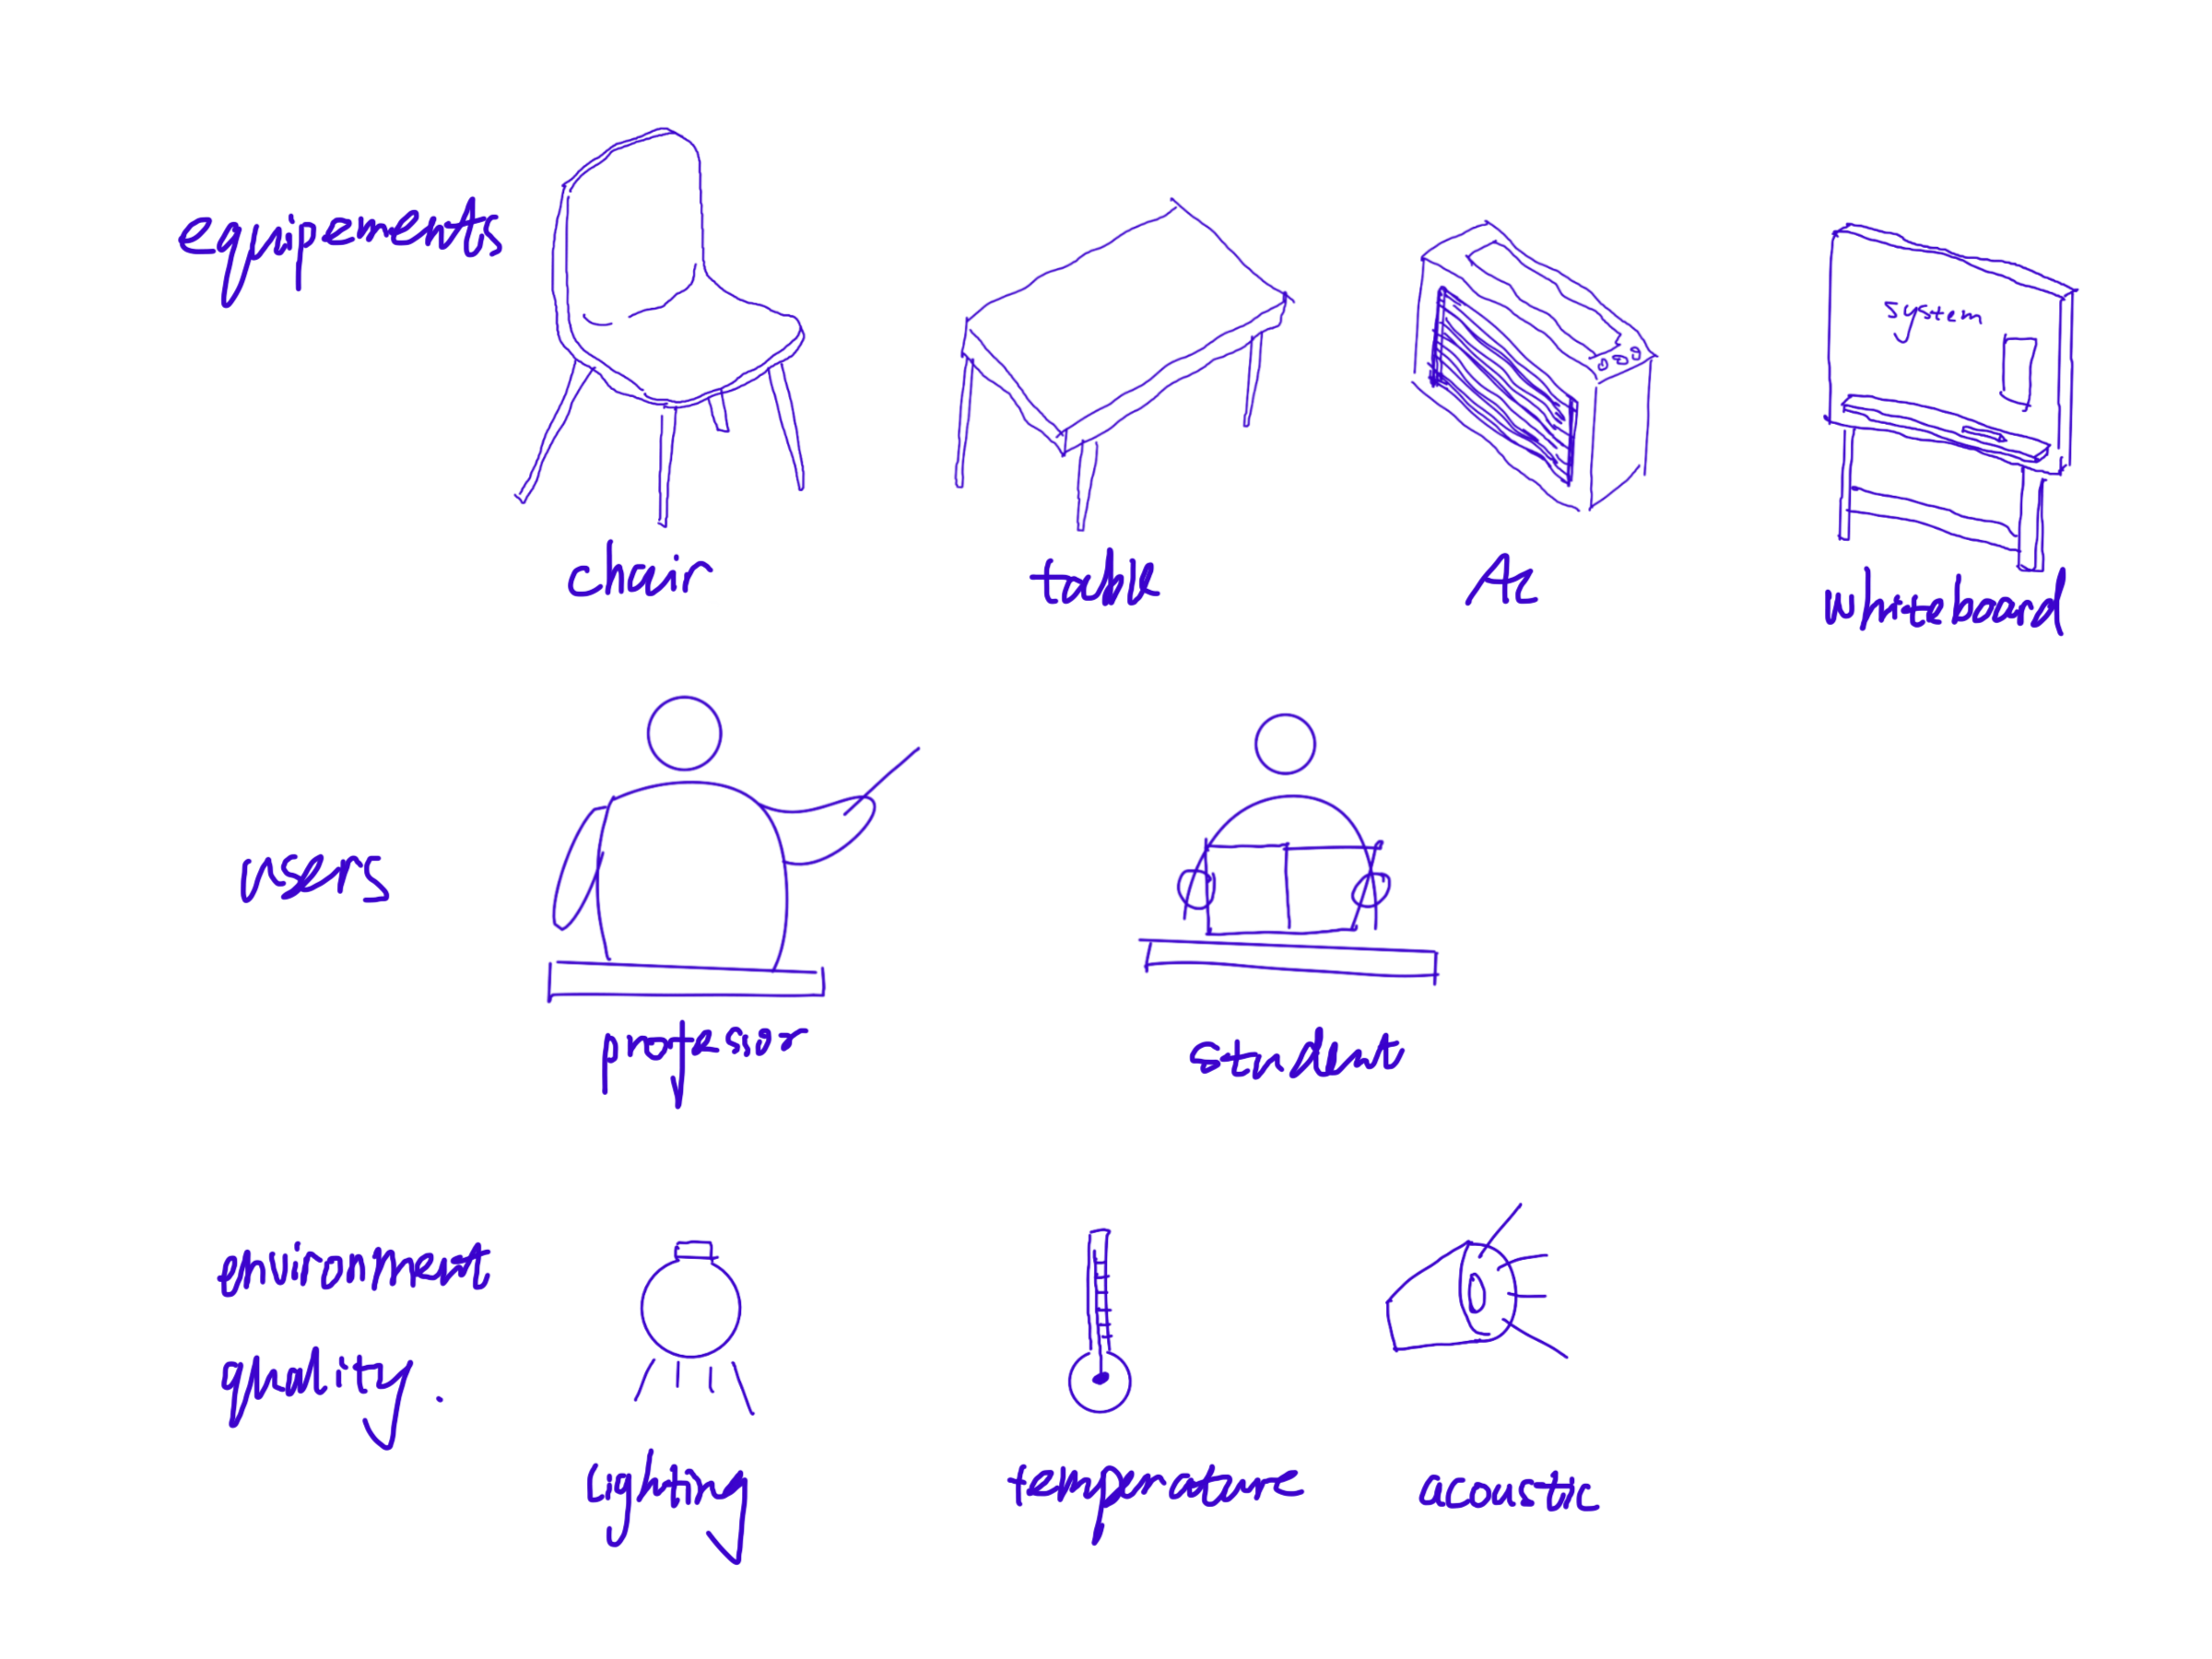 equipements
system
chair
table
Ac
whiteboard
users
professor
student
environment
quality.
lighting
temperature
acoustic